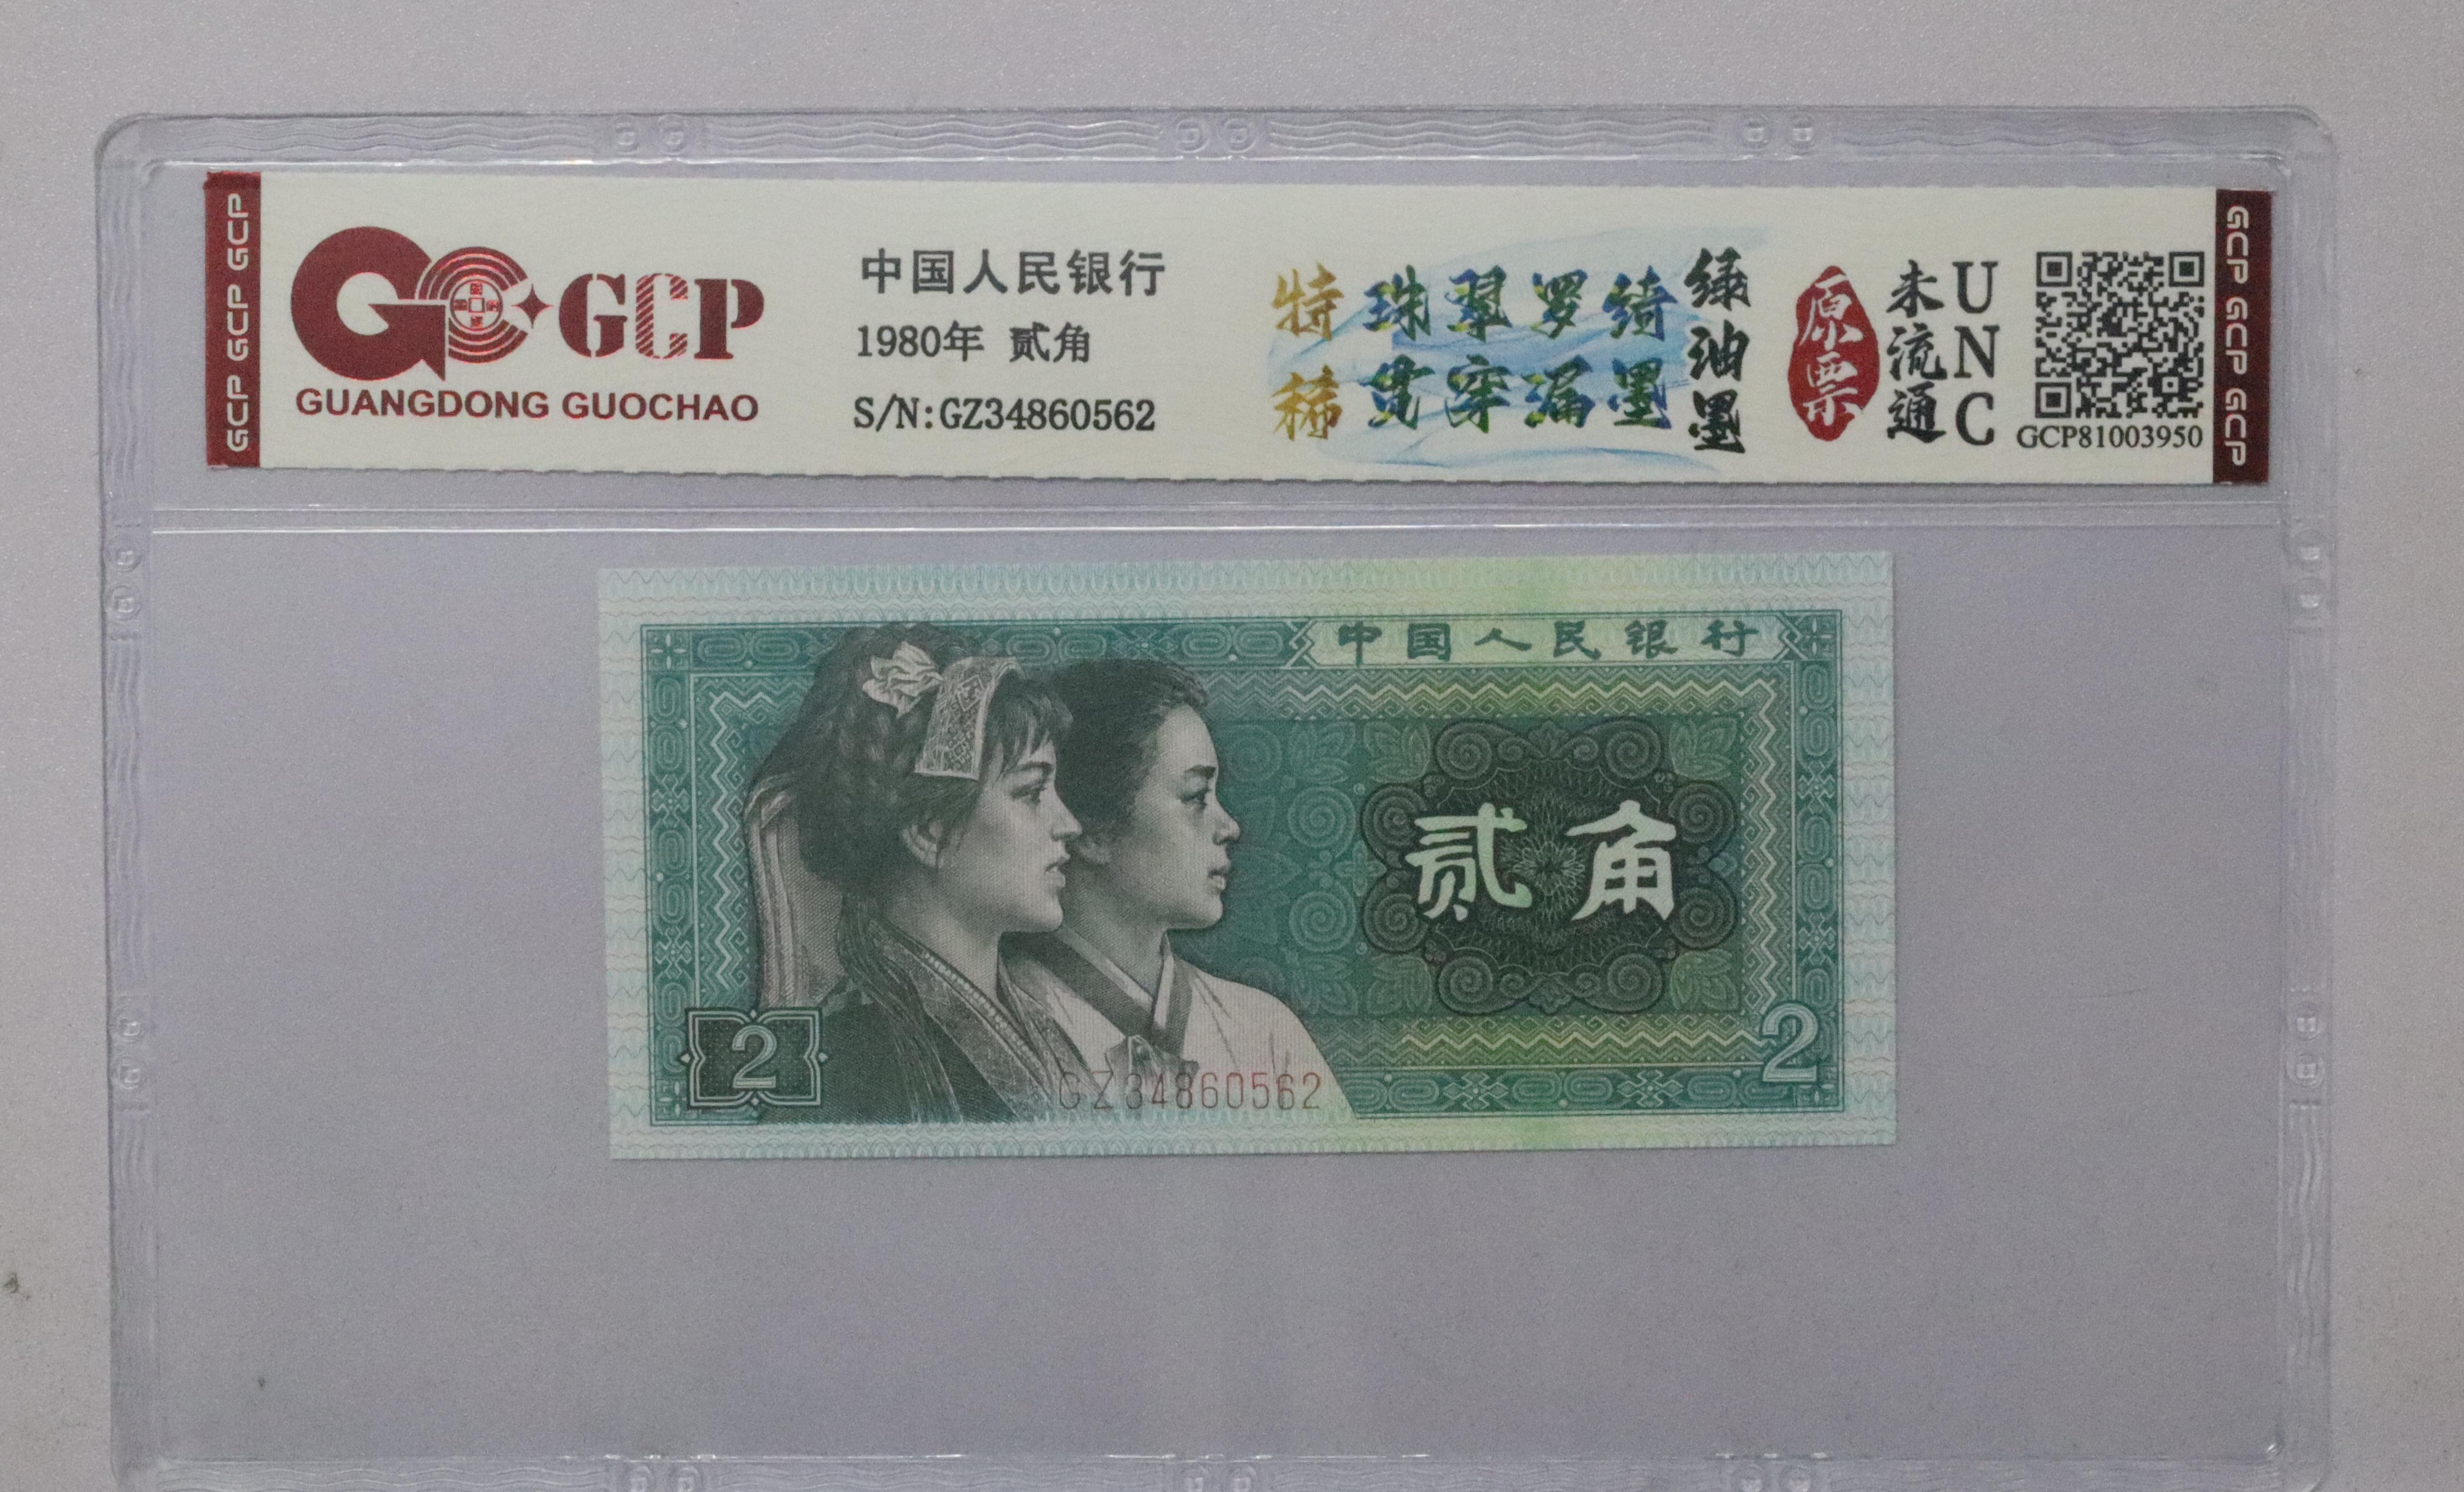 GCP GCP GCP
GCP
GUANGDONG GUOCHAO
中国人民银行
1980年 贰角
S/N:GZ34860562
特稀
珠翠罗绮
贯穿漏墨
绿油墨
原票
未流通
UNC
GCP81003950
GCP GCP GCP
中国人民银行
贰角
2
GZ34860562
2